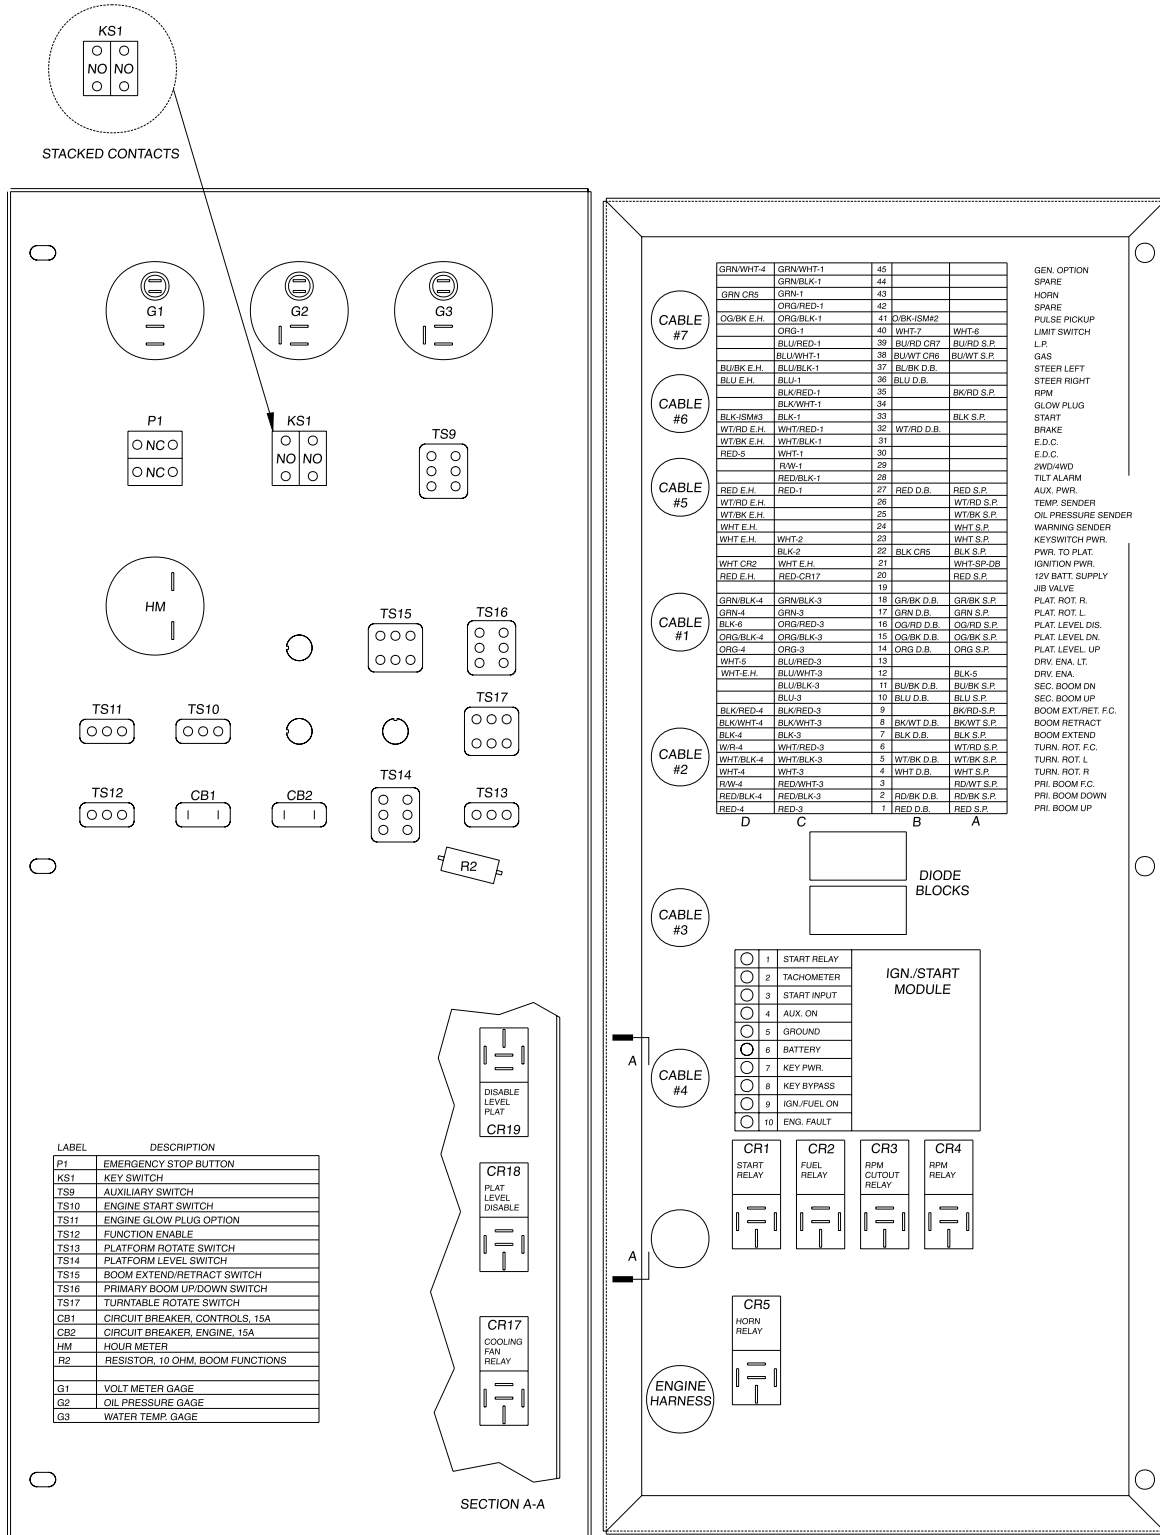 KS1
NO NO
STACKED CONTACTS
G1
G2
G3
P1
NC
NC
KS1
NO NO
TS9
HM
TS15
TS16
TS11
TS10
TS17
TS12
CB1
CB2
TS14
TS13
R2
DISABLE
LEVEL
PLAT
CR19
CR18
PLAT
LEVEL
DISABLE
CR17
COOLING
FAN
RELAY
SECTION A-A
LABEL DESCRIPTION
P1 EMERGENCY STOP BUTTON
KS1 KEY SWITCH
TS9 AUXILIARY SWITCH
TS10 ENGINE START SWITCH
TS11 ENGINE GLOW PLUG OPTION
TS12 FUNCTION ENABLE
TS13 PLATFORM ROTATE SWITCH
TS14 PLATFORM LEVEL SWITCH
TS15 BOOM EXTEND/RETRACT SWITCH
TS16 PRIMARY BOOM UP/DOWN SWITCH
TS17 TURNTABLE ROTATE SWITCH
CB1 CIRCUIT BREAKER, CONTROLS, 15A
CB2 CIRCUIT BREAKER, ENGINE, 15A
HM HOUR METER
R2 RESISTOR, 10 OHM, BOOM FUNCTIONS
G1 VOLT METER GAGE
G2 OIL PRESSURE GAGE
G3 WATER TEMP. GAGE
CABLE
#7
CABLE
#6
CABLE
#5
CABLE
#1
CABLE
#2
CABLE
#3
CABLE
#4
ENGINE
HARNESS
GRN/WHT-4 GRN/WHT-1 45 GEN. OPTION
GRN/BLK-1 44 SPARE
GRN CR5 GRN-1 43 HORN
ORG/RED-1 42 SPARE
OG/BK E.H. ORG/BLK-1 41 O/BK-ISM#2 PULSE PICKUP
ORG-1 40 WHT-7 WHT-6 LIMIT SWITCH
BLU/RED-1 39 BU/RD CR7 BU/RD S.P. L.P.
BLU/WHT-1 38 BU/WT CR6 BU/WT S.P. GAS
BU/BK E.H. BLU/BLK-1 37 BL/BK D.B. STEER LEFT
BLU E.H. BLU-1 36 BLU D.B. STEER RIGHT
BLK/RED-1 35 BK/RD S.P. RPM
BLK/WHT-1 34 GLOW PLUG
BLK-ISM#3 BLK-1 33 BLK S.P. START
WT/RD E.H. WHT/RED-1 32 WT/RD D.B. BRAKE
WT/BK E.H. WHT/BLK-1 31 E.D.C.
RED-5 WHT-1 30 E.D.C.
R/W-1 29 2WD/4WD
RED/BLK-1 28 TILT ALARM
RED E.H. RED-1 27 RED D.B. RED S.P. AUX. PWR.
WT/RD E.H. 26 WT/RD S.P. TEMP. SENDER
WT/BK E.H. 25 WT/BK S.P. OIL PRESSURE SENDER
WHT E.H. 24 WHT S.P. WARNING SENDER
WHT E.H. WHT-2 23 WHT S.P. KEYSWITCH PWR.
BLK-2 22 BLK CR5 BLK S.P. PWR. TO PLAT.
WHT CR2 WHT E.H. 21 WHT-SP-DB IGNITION PWR.
RED E.H. RED-CR17 20 RED S.P. 12V BATT. SUPPLY
19 JIB VALVE
GRN/BLK-4 GRN/BLK-3 18 GR/BK D.B. GR/BK S.P. PLAT. ROT. R.
GRN-4 GRN-3 17 GRN D.B. GRN S.P. PLAT. ROT. L.
BLK-6 ORG/RED-3 16 OG/RD D.B. OG/RD S.P. PLAT. LEVEL DIS.
ORG/BLK-4 ORG/BLK-3 15 OG/BK D.B. OG/BK S.P. PLAT. LEVEL DN.
ORG-4 ORG-3 14 ORG D.B. ORG S.P. PLAT. LEVEL. UP
WHT-5 BLU/RED-3 13 DRV. ENA. LT.
WHT-E.H. BLU/WHT-3 12 BLK-5 DRV. ENA.
BLU/BLK-3 11 BU/BK D.B. BU/BK S.P. SEC. BOOM DN
BLU-3 10 BLU D.B. BLU S.P. SEC. BOOM UP
BLK/RED-4 BLK/RED-3 9 BK/RD-S.P. BOOM EXT./RET. F.C.
BLK/WHT-4 BLK/WHT-3 8 BK/WT D.B. BK/WT S.P. BOOM RETRACT
BLK-4 BLK-3 7 BLK D.B. BLK S.P. BOOM EXTEND
W/R-4 WHT/RED-3 6 WT/RD S.P. TURN. ROT. F.C.
WHT/BLK-4 WHT/BLK-3 5 WT/BK D.B. WT/BK S.P. TURN. ROT. L
WHT-4 WHT-3 4 WHT D.B. WHT S.P. TURN. ROT. R
R/W-4 RED/WHT-3 3 RD/WT S.P. PRI. BOOM F.C.
RED/BLK-4 RED/BLK-3 2 RD/BK D.B. RD/BK S.P. PRI. BOOM DOWN
RED-4 RED-3 1 RED D.B. RED S.P. PRI. BOOM UP
D C B A
DIODE
BLOCKS
1 START RELAY
2 TACHOMETER
3 START INPUT
4 AUX. ON
5 GROUND
6 BATTERY
7 KEY PWR.
8 KEY BYPASS
9 IGN./FUEL ON
10 ENG. FAULT
IGN./START
MODULE
A
A
CR1
START
RELAY
CR2
FUEL
RELAY
CR3
RPM
CUTOUT
RELAY
CR4
RPM
RELAY
CR5
HORN
RELAY